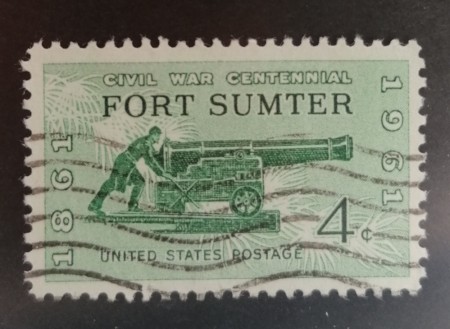 CIVIL WAR CENTENNIAL
FORT SUMTER
1861
1961
4¢
UNITED STATES POSTAGE